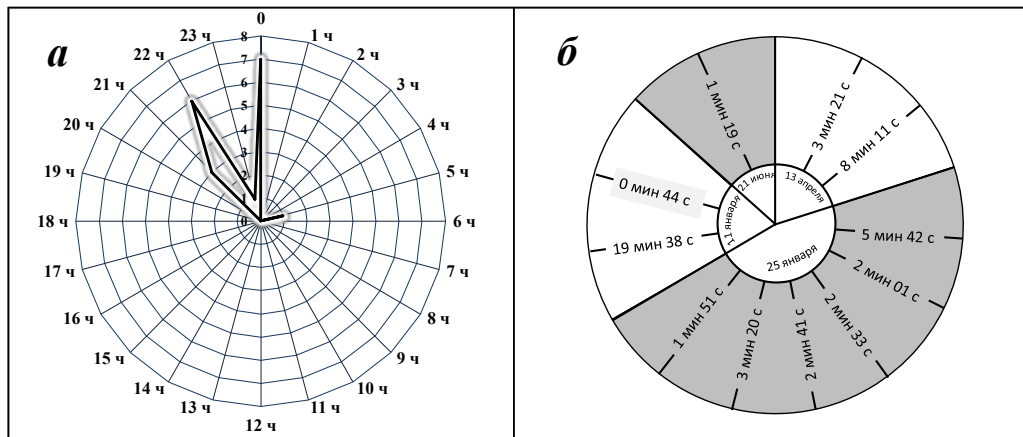 а
0
1 ч
2 ч
3 ч
4 ч
5 ч
6 ч
7 ч
8 ч
9 ч
10 ч
11 ч
12 ч
13 ч
14 ч
15 ч
16 ч
17 ч
18 ч
19 ч
20 ч
21 ч
22 ч
23 ч
8
7
6
5
4
3
2
1
0
б
3 мин 21 с
8 мин 11 с
13 апреля
5 мин 42 с
2 мин 01 с
2 мин 33 с
2 мин 41 с
3 мин 20 с
1 мин 51 с
25 января
19 мин 38 с
0 мин 44 с
11 января
1 мин 19 с
21 июня